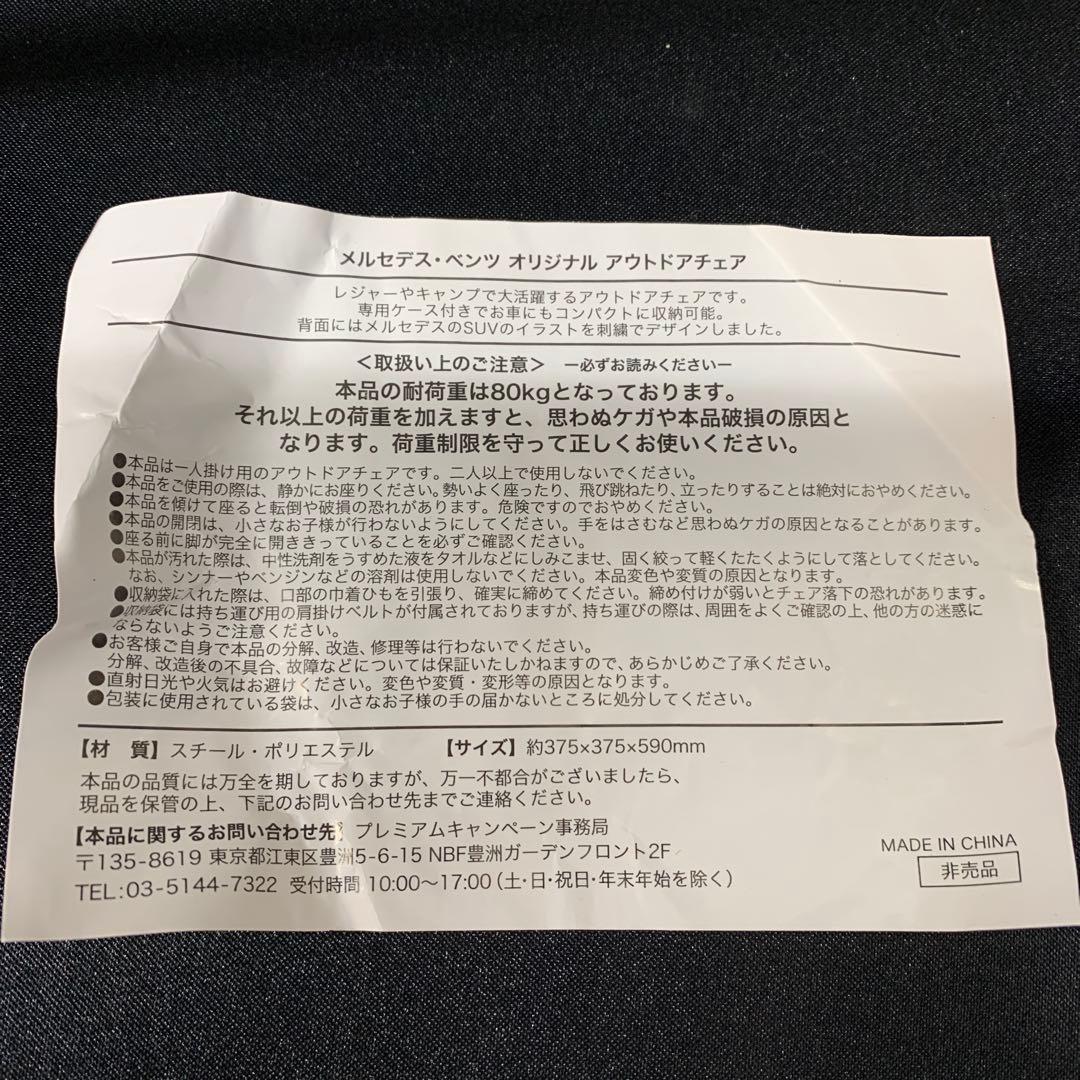 メルセデス・ベンツ オリジナル アウトドアチェア
レジャーやキャンプで大活躍するアウトドアチェアです。
専用ケース付きでお車にもコンパクトに収納可能。
背面にはメルセデスのSUVのイラストを刺繍でデザインしました。
＜取扱い上のご注意＞ ー必ずお読みくださいー
本品の耐荷重は80kgとなっております。
それ以上の荷重を加えますと、思わぬケガや本品破損の原因と
なります。荷重制限を守って正しくお使いください。
●本品は一人掛け用のアウトドアチェアです。二人以上で使用しないでください。
●本品をご使用の際は、静かにお座りください。勢いよく座ったり、飛び跳ねたり、立ったりすることは絶対におやめください。
●本品を傾けて座ると転倒や破損の恐れがあります。危険ですのでおやめください。
●本品の開閉は、小さなお子様が行わないようにしてください。手をはさむなど思わぬケガの原因となることがあります。
●座る前に脚が完全に開ききっていることを必ずご確認ください。
●本品が汚れた際は、中性洗剤をうすめた液をタオルなどにしみこませ、固く絞って軽くたたくようにして落としてください。
なお、シンナーやベンジンなどの溶剤は使用しないでください。本品変色や変質の原因となります。
●収納袋に入れた際は、口部の巾着ひもを引張り、確実に締めてください。締め付けが弱いとチェア落下の恐れがあります。
●収納袋には持ち運び用の肩掛けベルトが付属されておりますが、持ち運びの際は、周囲をよくご確認の上、他の方の迷惑に
ならないようご注意ください。
●お客様ご自身で本品の分解、改造、修理等は行わないでください。
分解、改造後の不具合、故障などについては保証いたしかねますので、あらかじめご了承ください。
●直射日光や火気はお避けください。変色や変質・変形等の原因となります。
●包装に使用されている袋は、小さなお子様の手の届かないところに処分してください。
【材　質】スチール・ポリエステル 【サイズ】約375×375×590mm
本品の品質には万全を期しておりますが、万一不都合がございましたら、
現品を保管の上、下記のお問い合わせ先までご連絡ください。
【本品に関するお問い合わせ先】プレミアムキャンペーン事務局
〒135-8619 東京都江東区豊洲5-6-15 NBF豊洲ガーデンフロント2F
TEL:03-5144-7322 受付時間 10:00〜17:00（土・日・祝日・年末年始を除く）
MADE IN CHINA
非売品